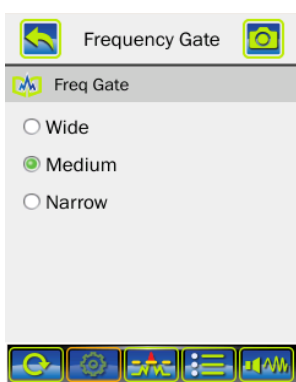 Frequency Gate
Freq Gate
Wide
Medium
Narrow